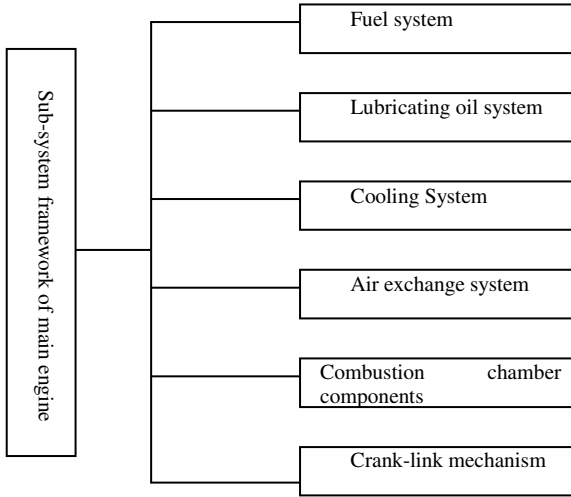 Sub-system framework of main engine
Fuel system
Lubricating oil system
Cooling System
Air exchange system
Combustion chamber
components
Crank-link mechanism